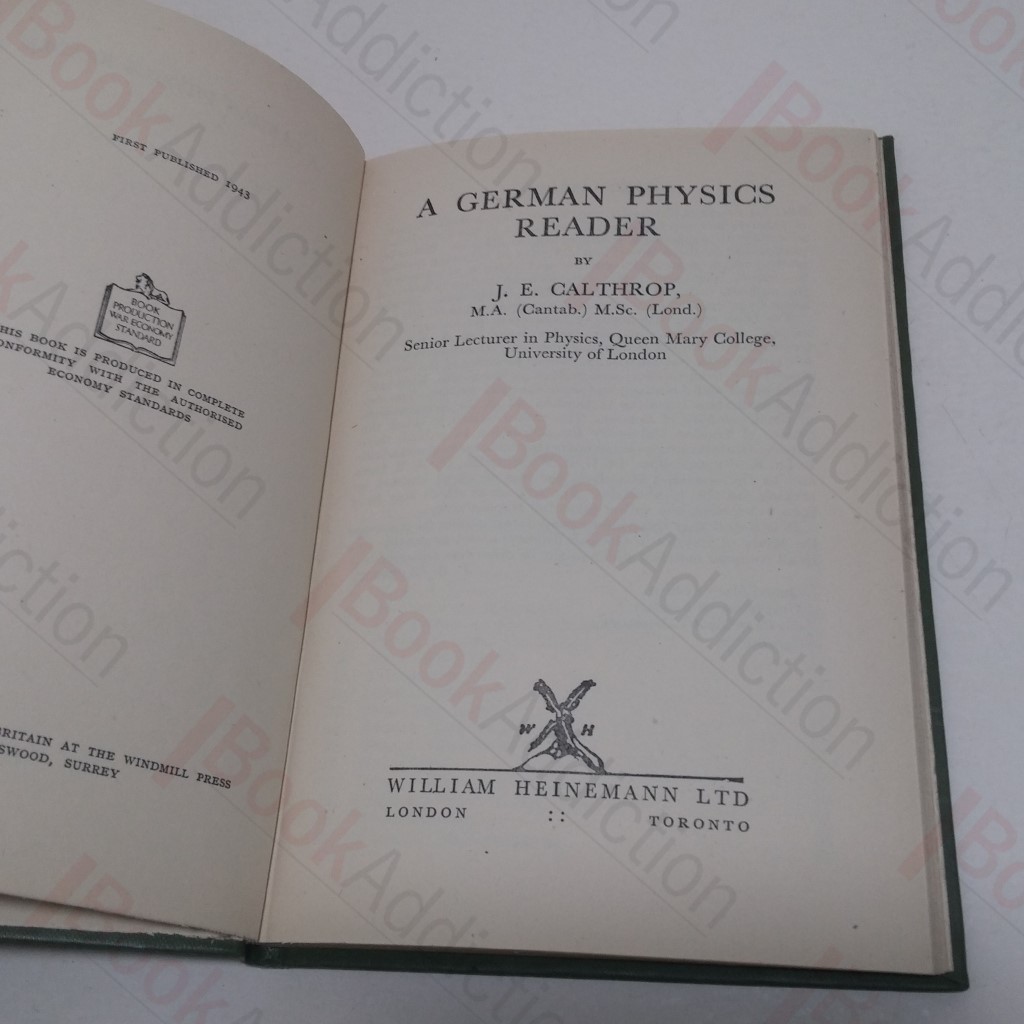 FIRST PUBLISHED 1943
BOOK
PRODUCTION
WAR ECONOMY
STANDARD
HIS BOOK IS PRODUCED IN COMPLETE
ONFORMITY WITH THE AUTHORISED
ECONOMY STANDARDS
BRITAIN AT THE WINDMILL PRESS
SWOOD, SURREY
A GERMAN PHYSICS
READER
BY
J. E. CALTHROP,
M.A. (Cantab.) M.Sc. (Lond.)
Senior Lecturer in Physics, Queen Mary College,
University of London
W H
WILLIAM HEINEMANN LTD
LONDON :: TORONTO
BookAddiction